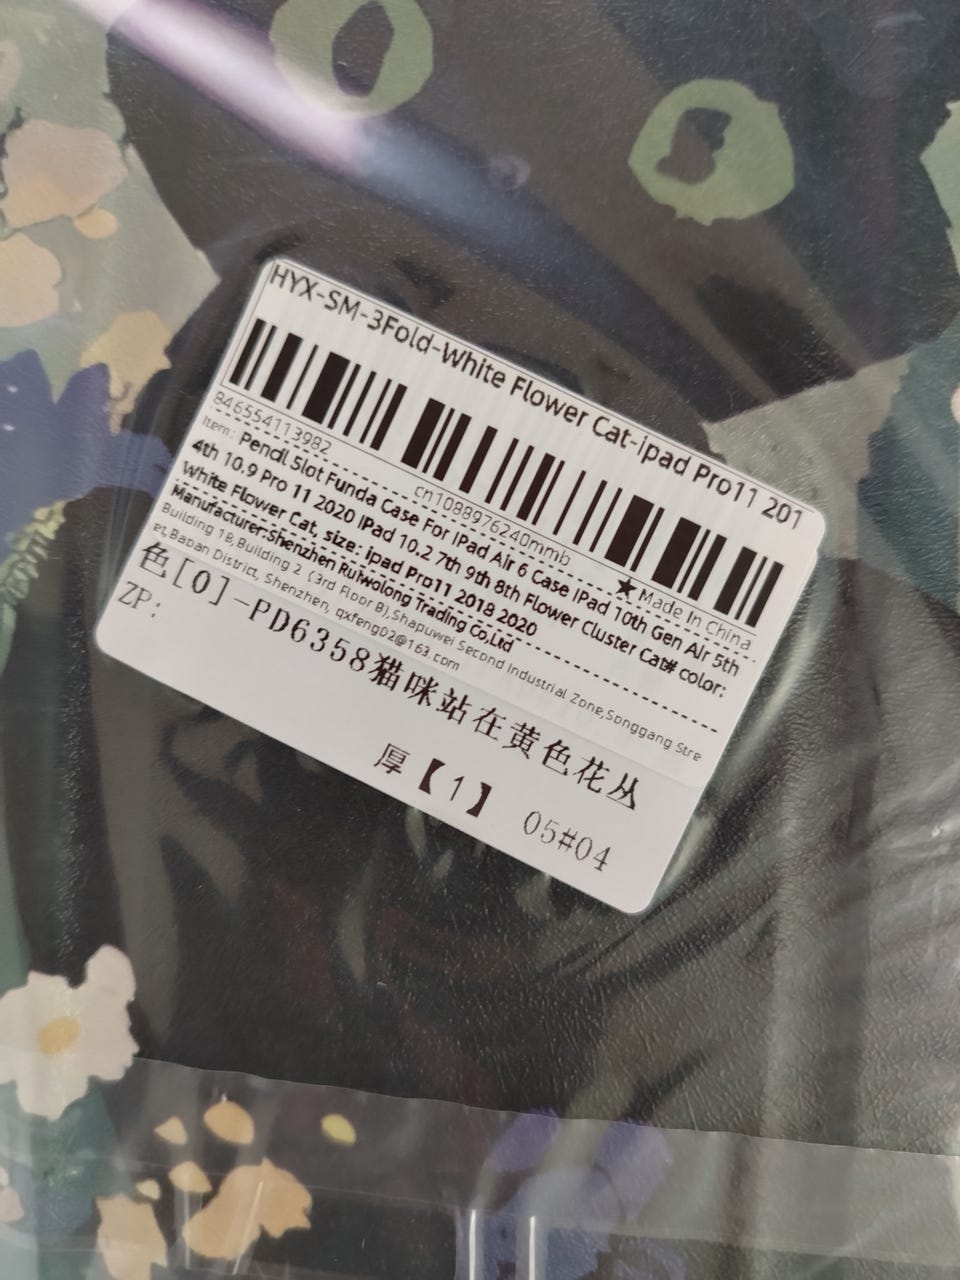 HYX-SM-3Fold-White Flower Cat-ipad Pro11 201
846554113982
cn1088976240mmb
★ Made In China
Item: Pencil Slot Funda Case For iPad Air 6 Case IPad 10th Gen Air 5th
4th 10.9 Pro 11 2020 IPad 10.2 7th 9th 8th Flower Cluster Cat# color:
White Flower Cat, size: ipad Pr11 2018 2020
Manufacturer:Shenzhen Ruiwolong Trading Co,Ltd
Building 1B,Building 2 (3rd Floor B),Shapuwei Second Industrial Zone,Songgang Stre
et,Baoan District, Shenzhen, qxfeng02@163.com
色[0]-PD6358猫咪站在黄色花丛
ZP:
厚【1】 05#04